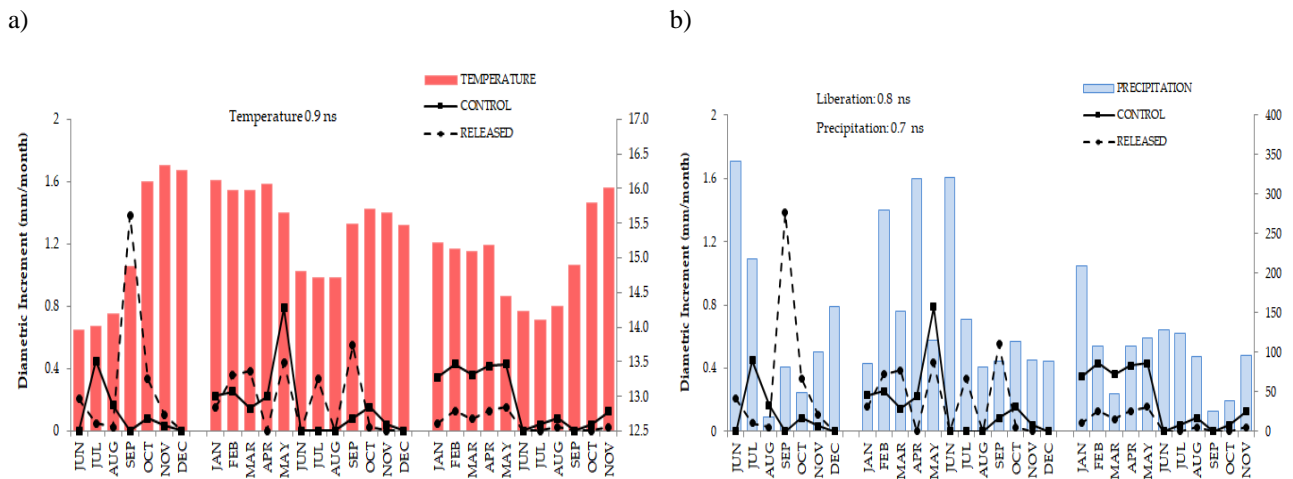 a)
TEMPERATURE
CONTROL
RELEASED
Temperature 0.9 ns
Diametric Increment (mm/month)
2
1.6
1.2
0.8
0.4
0
17.0
16.5
16.0
15.5
15.0
14.5
14.0
13.5
13.0
12.5
JUN JUL AUG SEP OCT NOV DEC JAN FEB MAR APR MAY JUN JUL AUG SEP OCT NOV DEC JAN FEB MAR APR MAY JUN JUL AUG SEP OCT NOV
b)
PRECIPITATION
CONTROL
RELEASED
Liberation: 0.8 ns
Precipitation: 0.7 ns
Diametric Increment (mm/month)
2
1.6
1.2
0.8
0.4
0
400
350
300
250
200
150
100
50
0
JUN JUL AUG SEP OCT NOV DEC JAN FEB MAR APR MAY JUN JUL AUG SEP OCT NOV DEC JAN FEB MAR APR MAY JUN JUL AUG SEP OCT NOV